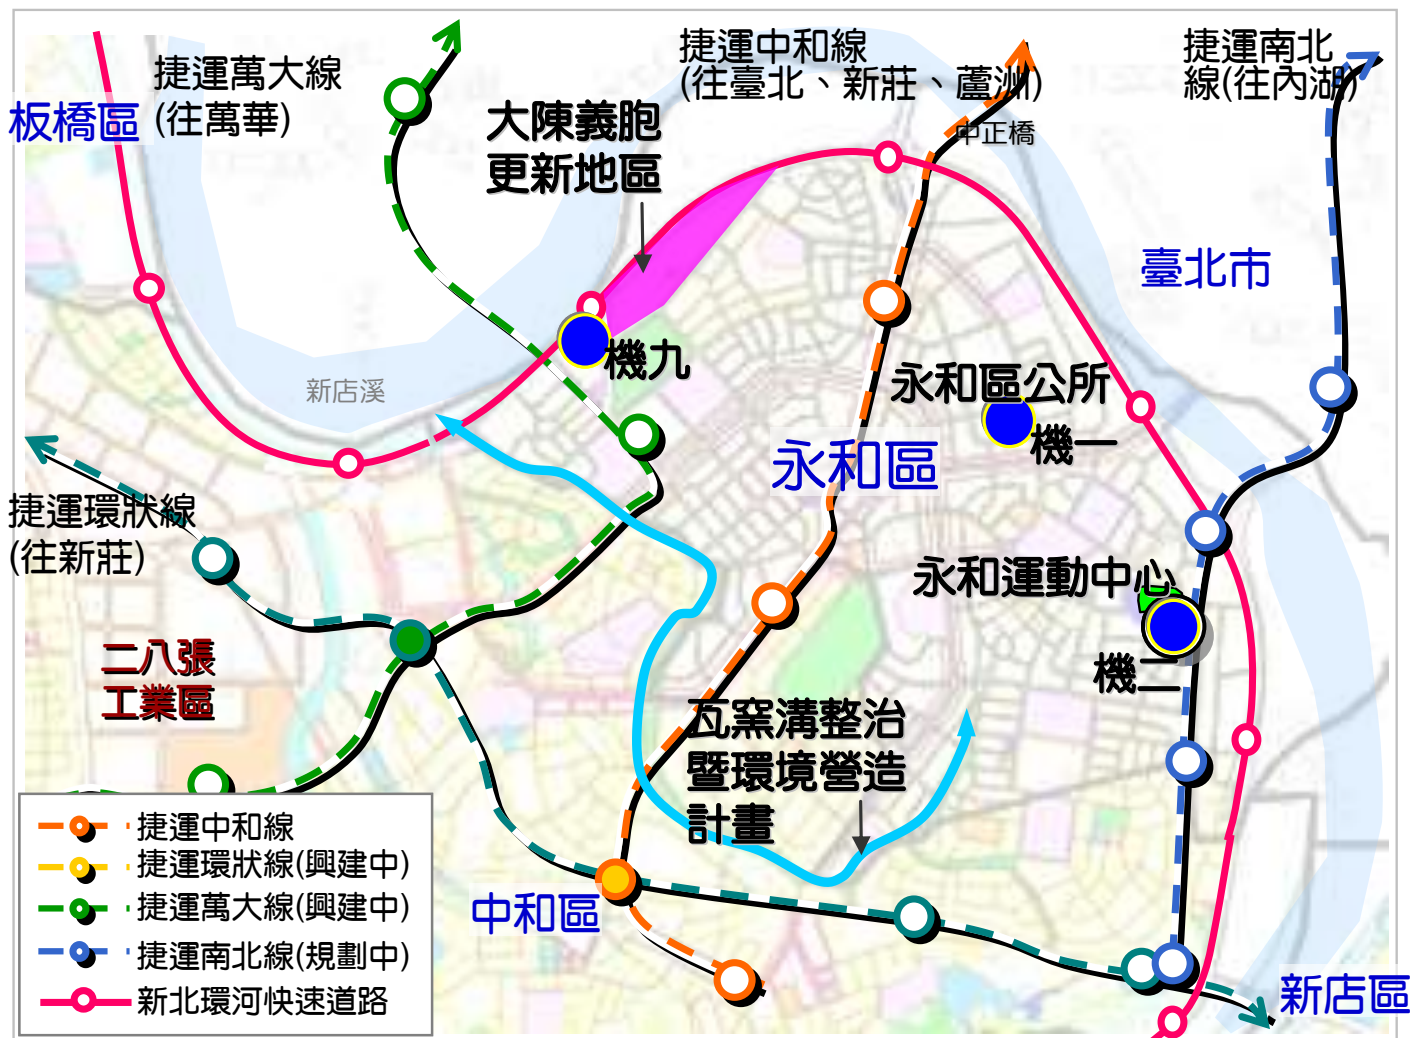 捷運萬大線
(往萬華)
板橋區
大陳義胞
更新地區
捷運中和線
(往臺北、新莊、蘆洲)
中正橋
捷運南北
線(往內湖)
臺北市
機九
新店溪
永和區公所
機一
永和區
捷運環狀線
(往新莊)
永和運動中心
機二
二八張
工業區
瓦窯溝整治
暨環境營造
計畫
中和區
新店區
捷運中和線
捷運環狀線(興建中)
捷運萬大線(興建中)
捷運南北線(規劃中)
新北環河快速道路